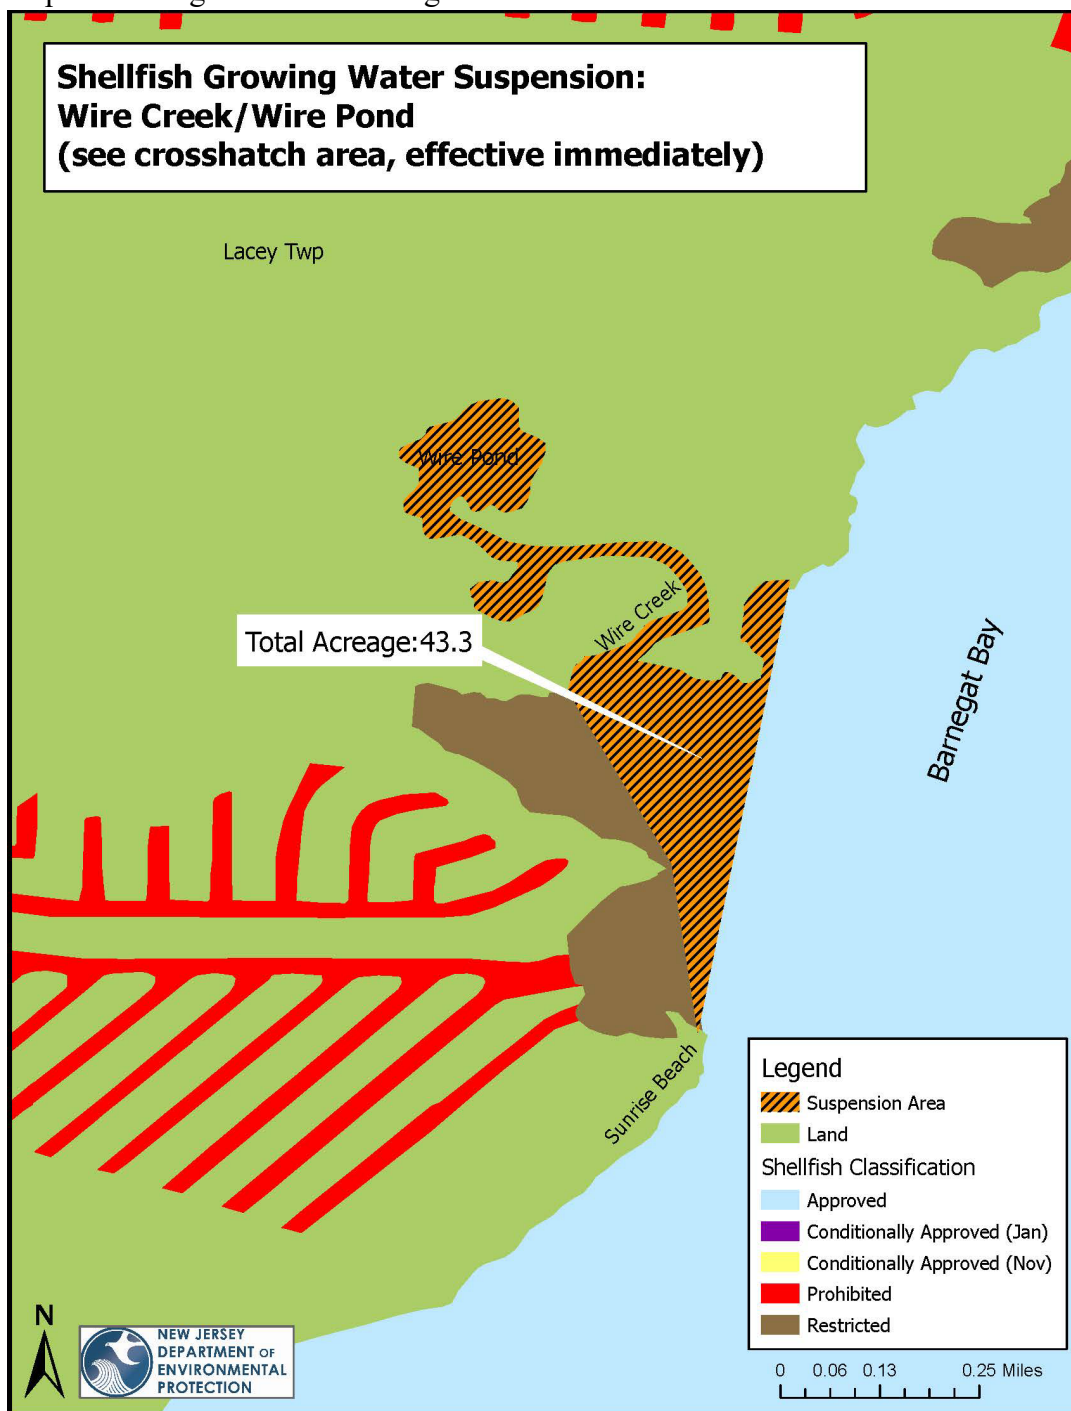 Shellfish Growing Water Suspension:
Wire Creek/Wire Pond
(see crosshatch area, effective immediately)
Lacey Twp
Wire Pond
Wire Creek
Total Acreage:43.3
Barnegat Bay
Sunrise Beach
Legend
Suspension Area
Land
Shellfish Classification
Approved
Conditionally Approved (Jan)
Conditionally Approved (Nov)
Prohibited
Restricted
N
NEW JERSEY
DEPARTMENT OF
ENVIRONMENTAL
PROTECTION
0 0.06 0.13 0.25 Miles